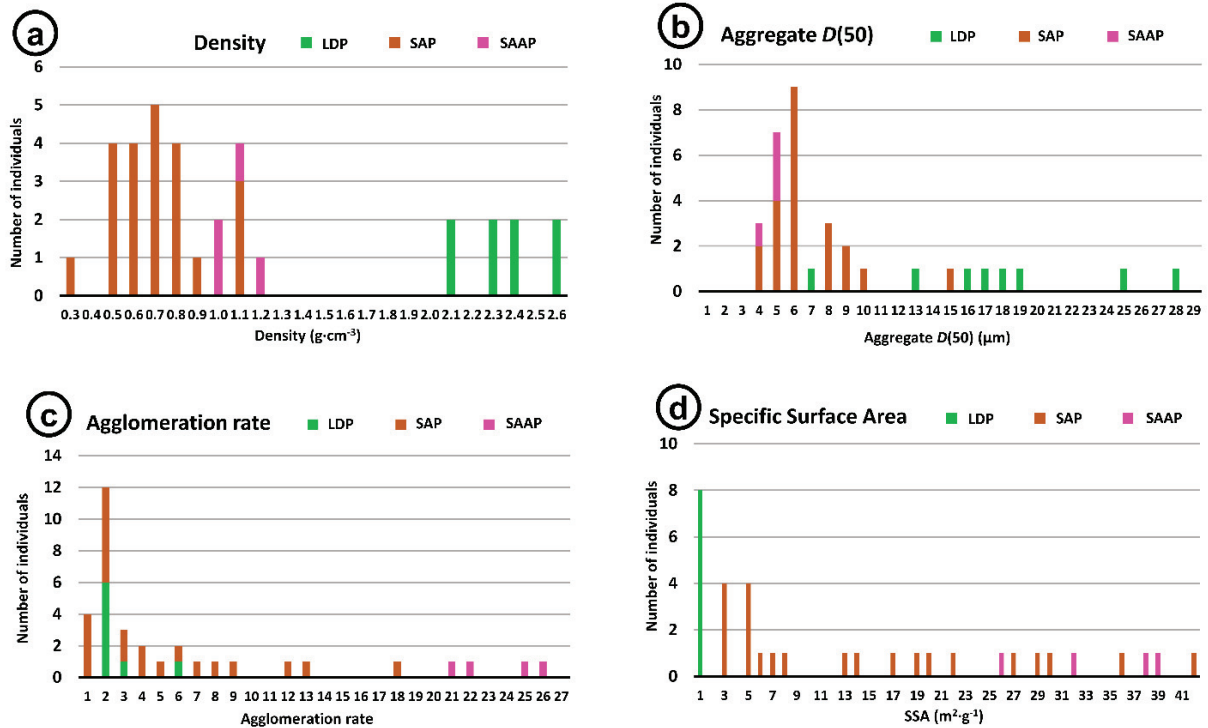 a
Density
LDP
SAP
SAAP
Number of individuals
6
5
4
3
2
1
0
0.3 0.4 0.5 0.6 0.7 0.8 0.9 1.0 1.1 1.2 1.3 1.4 1.5 1.6 1.7 1.8 1.9 2.0 2.1 2.2 2.3 2.4 2.5 2.6
Density (g·cm⁻³)
b
Aggregate D(50)
LDP
SAP
SAAP
Number of individuals
10
8
6
4
2
0
1 2 3 4 5 6 7 8 9 10 11 12 13 14 15 16 17 18 19 20 21 22 23 24 25 26 27 28 29
Aggregate D(50) (µm)
c
Agglomeration rate
LDP
SAP
SAAP
Number of individuals
14
12
10
8
6
4
2
0
1 2 3 4 5 6 7 8 9 10 11 12 13 14 15 16 17 18 19 20 21 22 23 24 25 26 27
Agglomeration rate
d
Specific Surface Area
LDP
SAP
SAAP
Number of individuals
10
8
6
4
2
0
1 3 5 7 9 11 13 15 17 19 21 23 25 27 29 31 33 35 37 39 41
SSA (m²·g⁻¹)